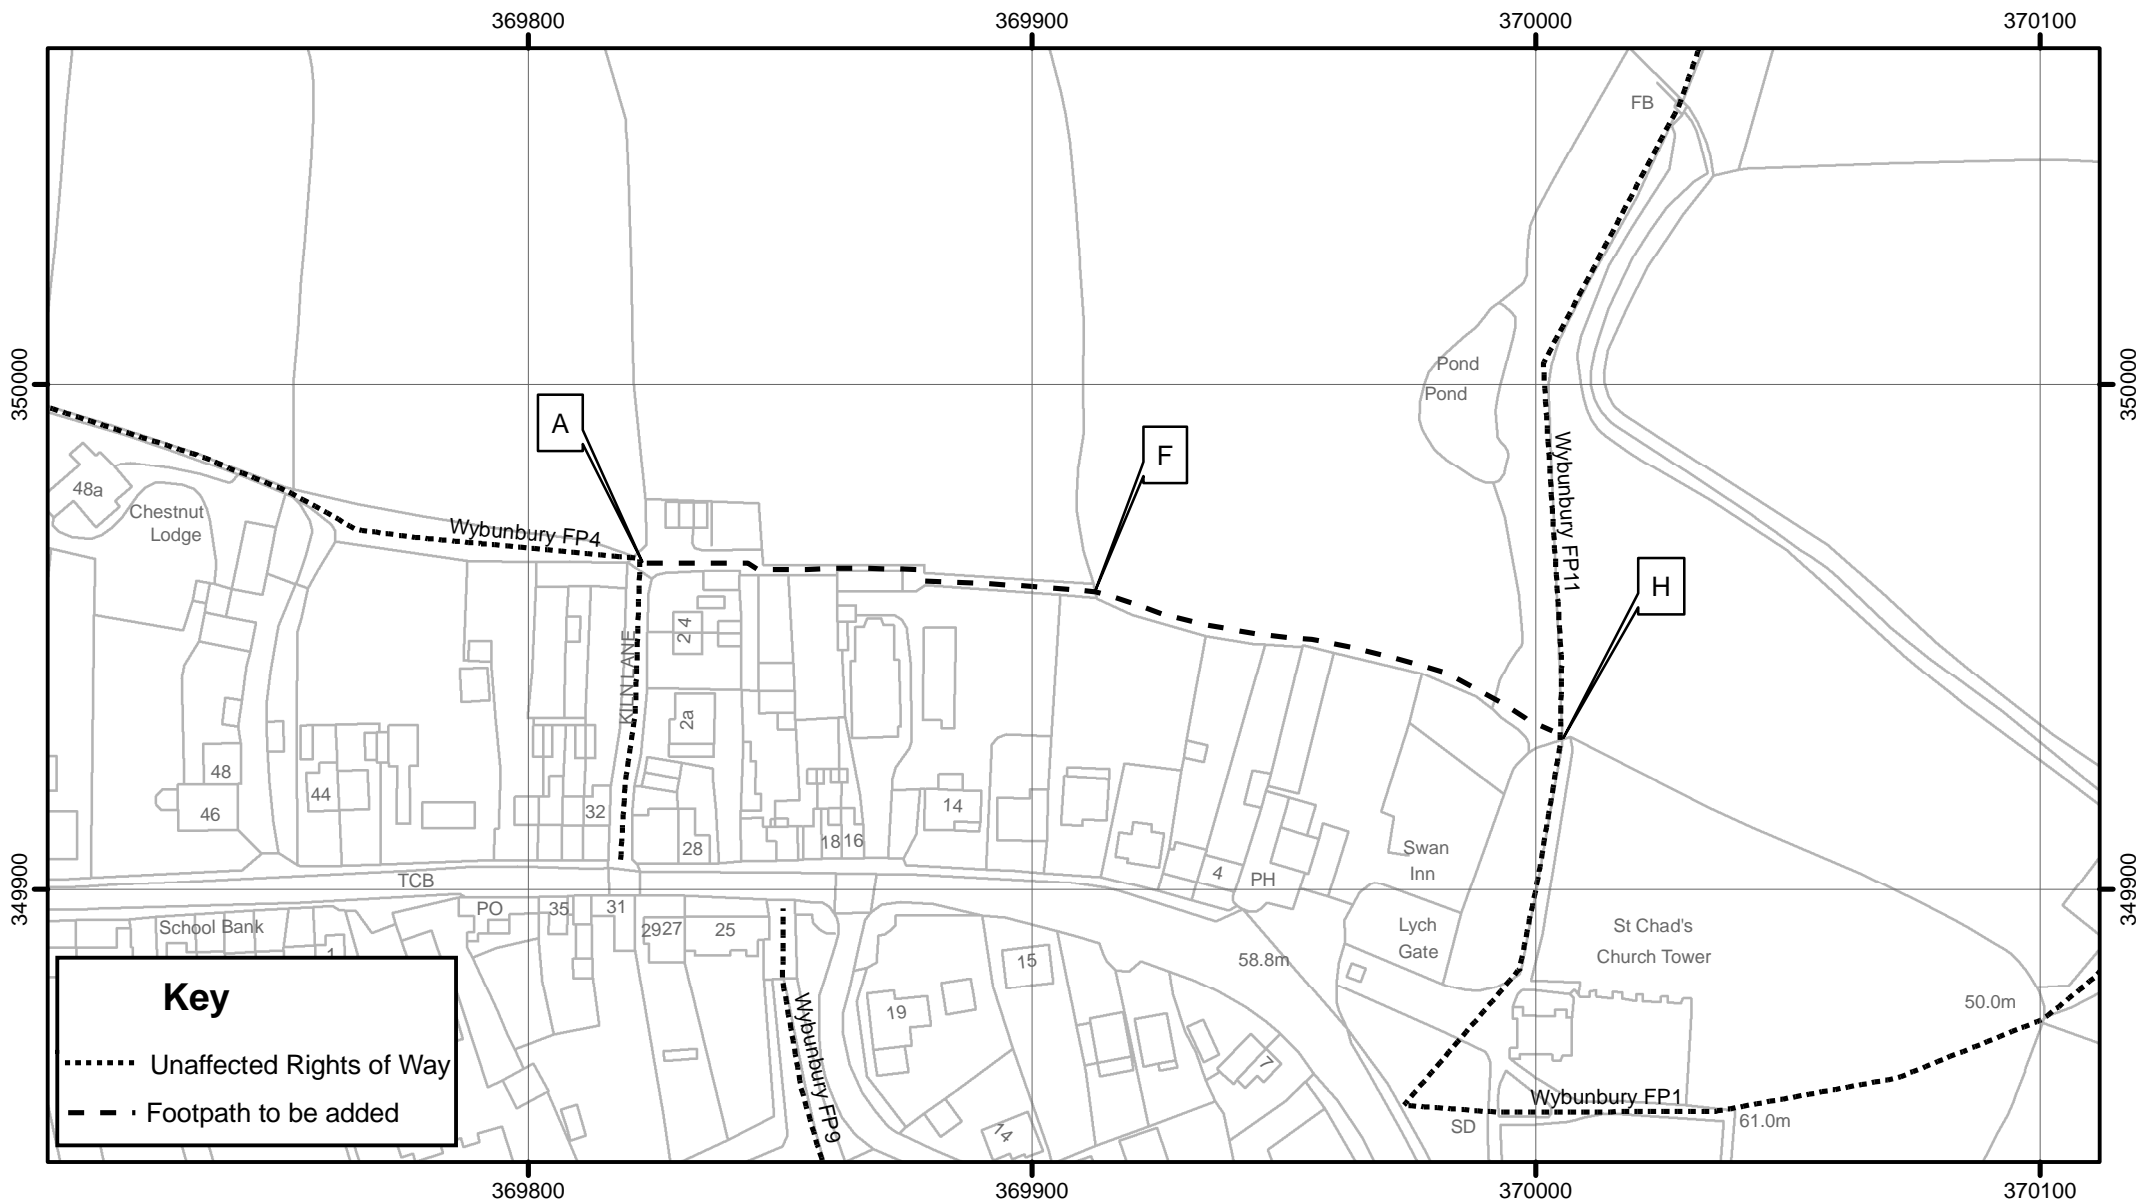 369800
369900
370000
370100
FB
350000
350000
Pond
Pond
A
F
H
48a
Chestnut
Lodge
Wybunbury FP4
Wybunbury FP11
KILN LANE
2 4
2a
48
46
44
32
28
18
16
14
4
PH
Swan
Inn
349900
349900
TCB
PO
35
31
29
27
25
School Bank
1
15
58.8m
Lych
Gate
St Chad's
Church Tower
50.0m
19
7
14
Wybunbury FP9
Wybunbury FP1
SD
61.0m
Key
Unaffected Rights of Way
Footpath to be added
369800
369900
370000
370100